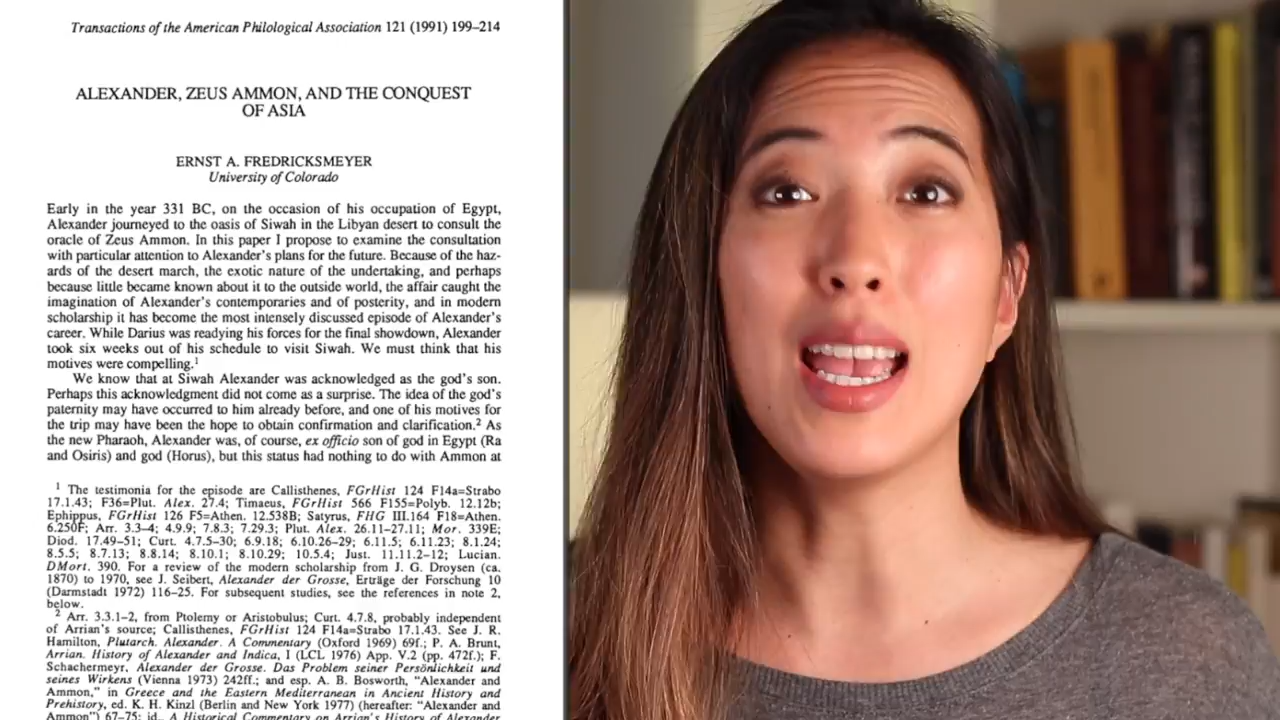 Transactions of the American Philological Association 121 (1991) 199–214
ALEXANDER, ZEUS AMMON, AND THE CONQUEST
OF ASIA
ERNST A. FREDRICKSMEYER
University of Colorado
Early in the year 331 BC, on the occasion of his occupation of Egypt,
Alexander journeyed to the oasis of Siwah in the Libyan desert to consult the
oracle of Zeus Ammon. In this paper I propose to examine the consultation
with particular attention to Alexander's plans for the future. Because of the haz-
ards of the desert march, the exotic nature of the undertaking, and perhaps
because little became known about it to the outside world, the affair caught the
imagination of Alexander's contemporaries and of posterity, and in modern
scholarship it has become the most intensely discussed episode of Alexander's
career. While Darius was readying his forces for the final showdown, Alexander
took six weeks out of his schedule to visit Siwah. We must think that his
motives were compelling.¹
We know that at Siwah Alexander was acknowledged as the god's son.
Perhaps this acknowledgment did not come as a surprise. The idea of the god's
paternity may have occurred to him already before, and one of his motives for
the trip may have been the hope to obtain confirmation and clarification.² As
the new Pharaoh, Alexander was, of course, ex officio son of god in Egypt (Ra
and Osiris) and god (Horus), but this status had nothing to do with Ammon at
¹ The testimonia for the episode are Callisthenes, FGrHist 124 F14a=Strabo
17.1.43; F36=Plut. Alex. 27.4; Timaeus, FGrHist 566 F155=Polyb. 12.12b;
Ephippus, FGrHist 126 F5=Athen. 12.538B; Satyrus, FHG III.164 F18=Athen.
6.250F; Arr. 3.3–4; 4.9.9; 7.8.3; 7.29.3; Plut. Alex. 26.11–27.11; Mor. 339E;
Diod. 17.49–51; Curt. 4.7.5–30; 6.9.18; 6.10.26–29; 6.11.5; 6.11.23; 8.1.24;
8.5.5; 8.7.13; 8.8.14; 8.10.1; 8.10.29; 10.5.4; Just. 11.11.2–12; Lucian.
DMort. 390. For a review of the modern scholarship from J. G. Droysen (ca.
1870) to 1970, see J. Seibert, Alexander der Grosse, Erträge der Forschung 10
(Darmstadt 1972) 116–25. For subsequent studies, see the references in note 2,
below.
² Arr. 3.3.1–2, from Ptolemy or Aristobulus; Curt. 4.7.8, probably independent
of Arrian's source; Callisthenes, FGrHist 124 F14a=Strabo 17.1.43. See J. R.
Hamilton, Plutarch. Alexander. A Commentary (Oxford 1969) 69f.; P. A. Brunt,
Arrian. History of Alexander and Indica, I (LCL 1976) App. V.2 (pp. 472f.); F.
Schachermeyr, Alexander der Grosse. Das Problem seiner Persönlichkeit und
seines Wirkens (Vienna 1973) 242ff.; and esp. A. B. Bosworth, "Alexander and
Ammon," in Greece and the Eastern Mediterranean in Ancient History and
Prehistory, ed. K. H. Kinzl (Berlin and New York 1977) (hereafter: "Alexander and
Ammon") 67–75; id., A Historical Commentary on Arrian's History of Alexander